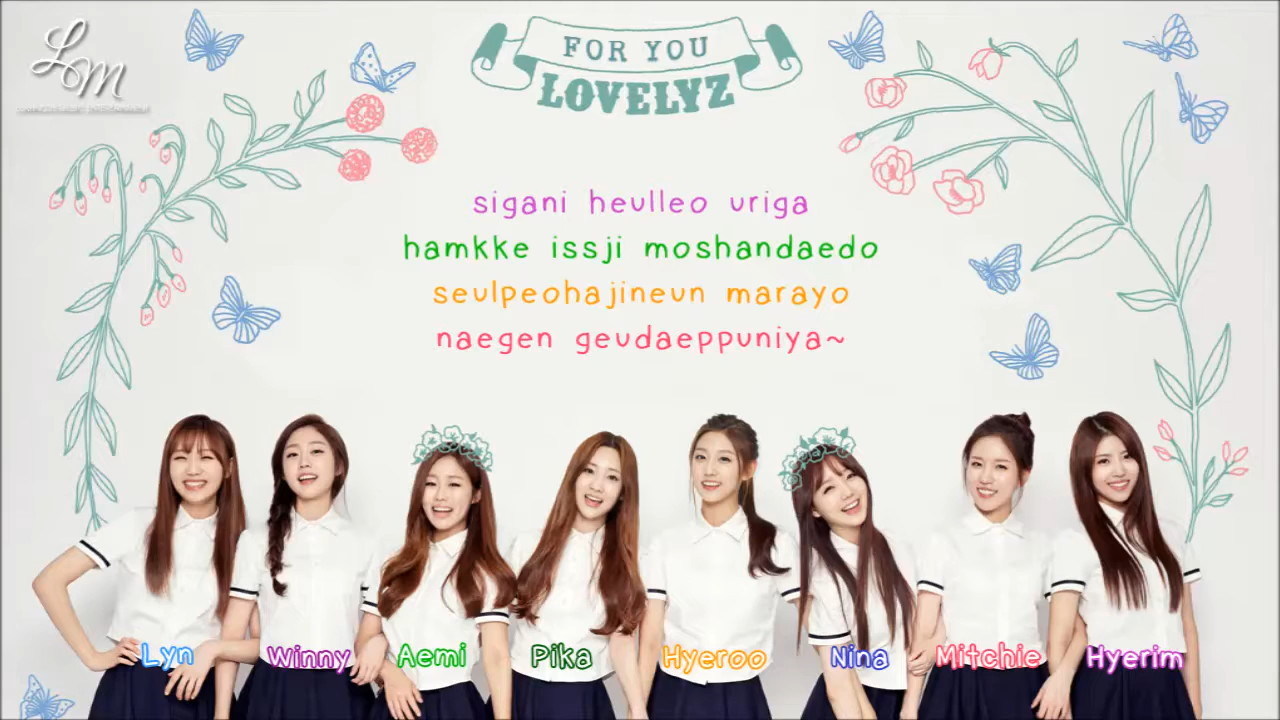 LM
FOR YOU
LOVELYZ
sigani heulleo uriga
hamkke issji moshandaedo
seulpeohajineun marayo
naegen geudaeppuniya~
Lyn Winny Aemi Pika Hyeroo Nina Mitchie Hyerim